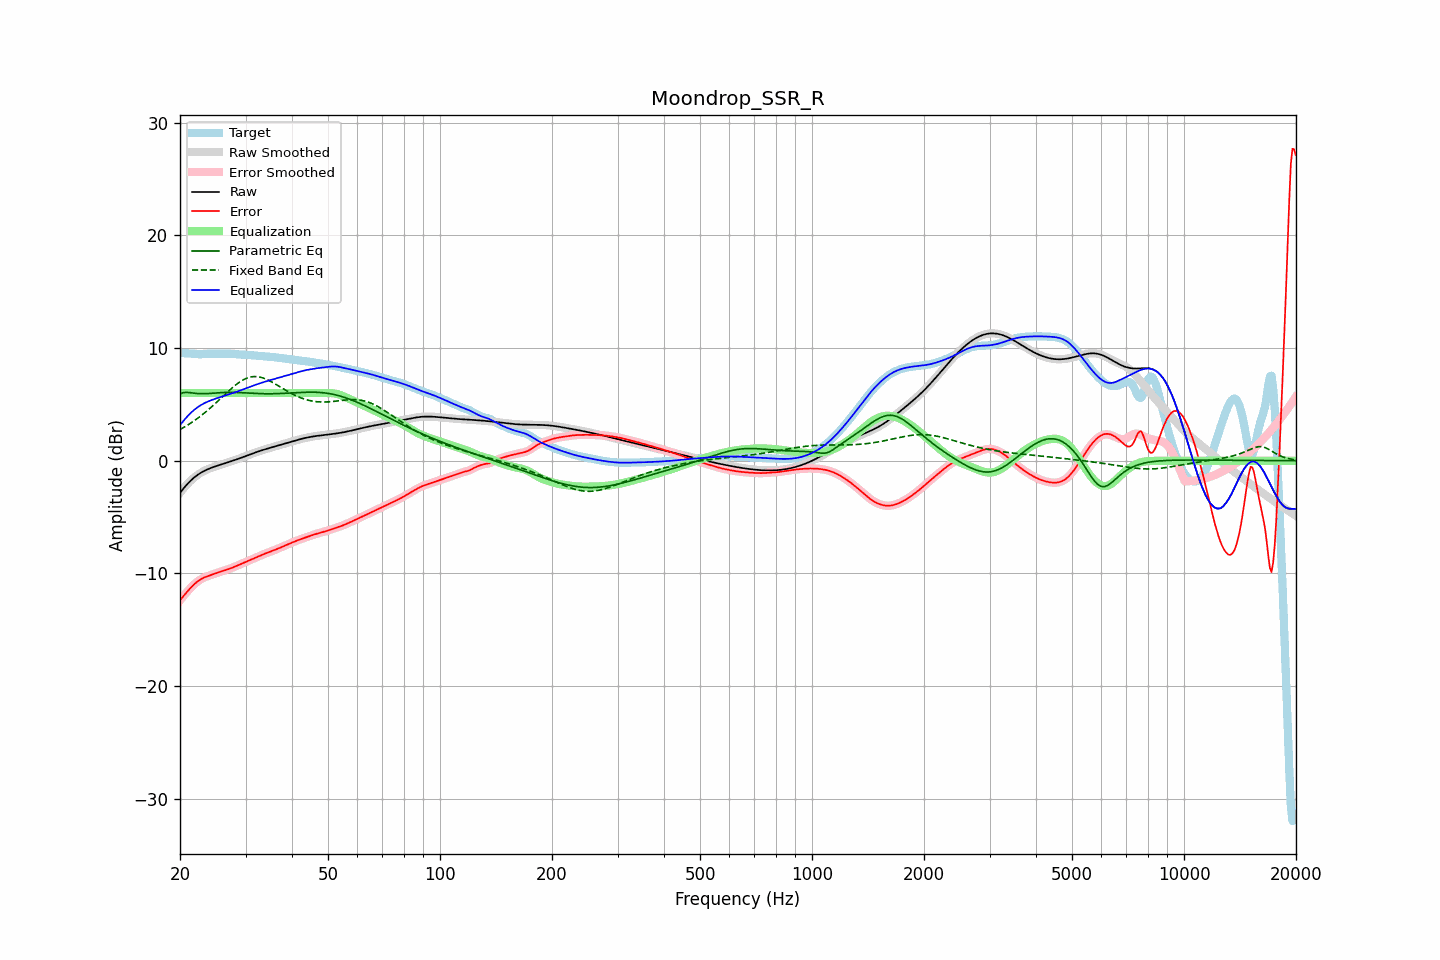 Moondrop_SSR_R
30
20
10
0
−10
−20
−30
Amplitude (dBr)
Target
Raw Smoothed
Error Smoothed
Raw
Error
Equalization
Parametric Eq
Fixed Band Eq
Equalized
20 50 100 200 500 1000 2000 5000 10000 20000
Frequency (Hz)